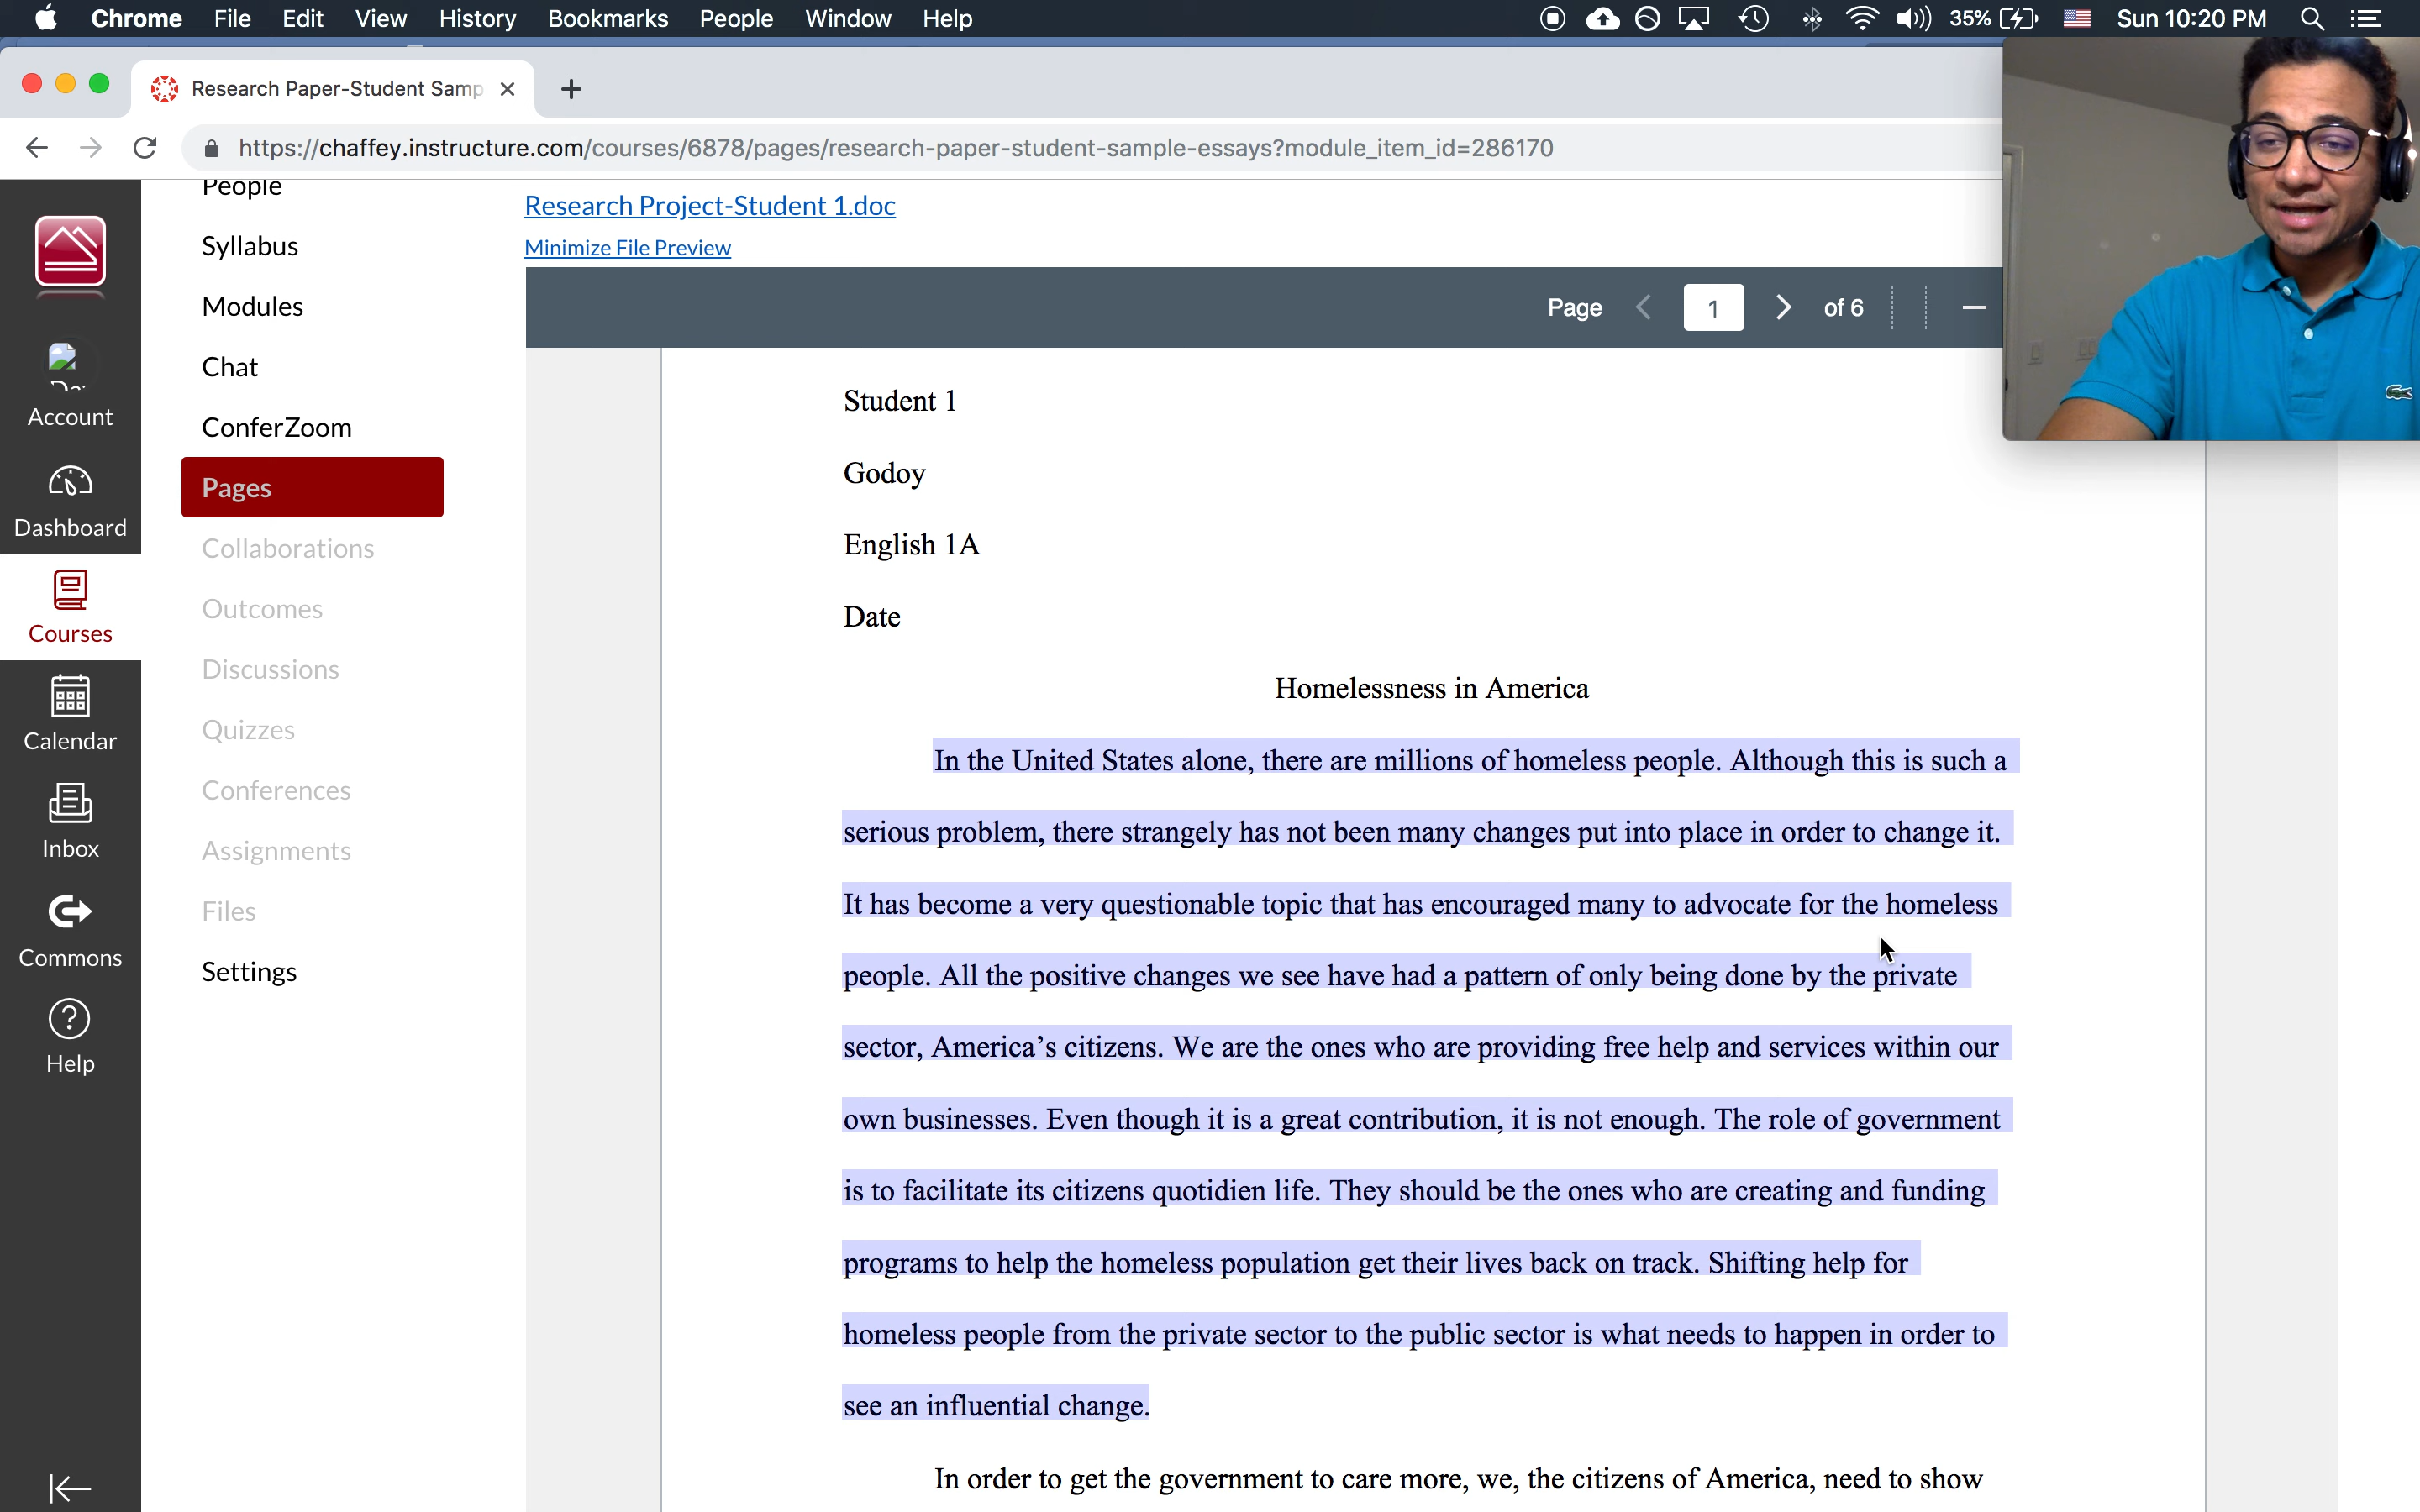 Chrome File Edit View History Bookmarks People Window Help 35% Sun 10:20 PM
Research Paper-Student Samp
https://chaffey.instructure.com/courses/6878/pages/research-paper-student-sample-essays?module_item_id=286170
Account
Dashboard
Courses
Calendar
Inbox
Commons
Help
People
Syllabus
Modules
Chat
ConferZoom
Pages
Collaborations
Outcomes
Discussions
Quizzes
Conferences
Assignments
Files
Settings
Research Project-Student 1.doc
Minimize File Preview
Page 1 of 6
Student 1
Godoy
English 1A
Date
Homelessness in America
In the United States alone, there are millions of homeless people. Although this is such a
serious problem, there strangely has not been many changes put into place in order to change it.
It has become a very questionable topic that has encouraged many to advocate for the homeless
people. All the positive changes we see have had a pattern of only being done by the private
sector, America’s citizens. We are the ones who are providing free help and services within our
own businesses. Even though it is a great contribution, it is not enough. The role of government
is to facilitate its citizens quotidien life. They should be the ones who are creating and funding
programs to help the homeless population get their lives back on track. Shifting help for
homeless people from the private sector to the public sector is what needs to happen in order to
see an influential change.
In order to get the government to care more, we, the citizens of America, need to show